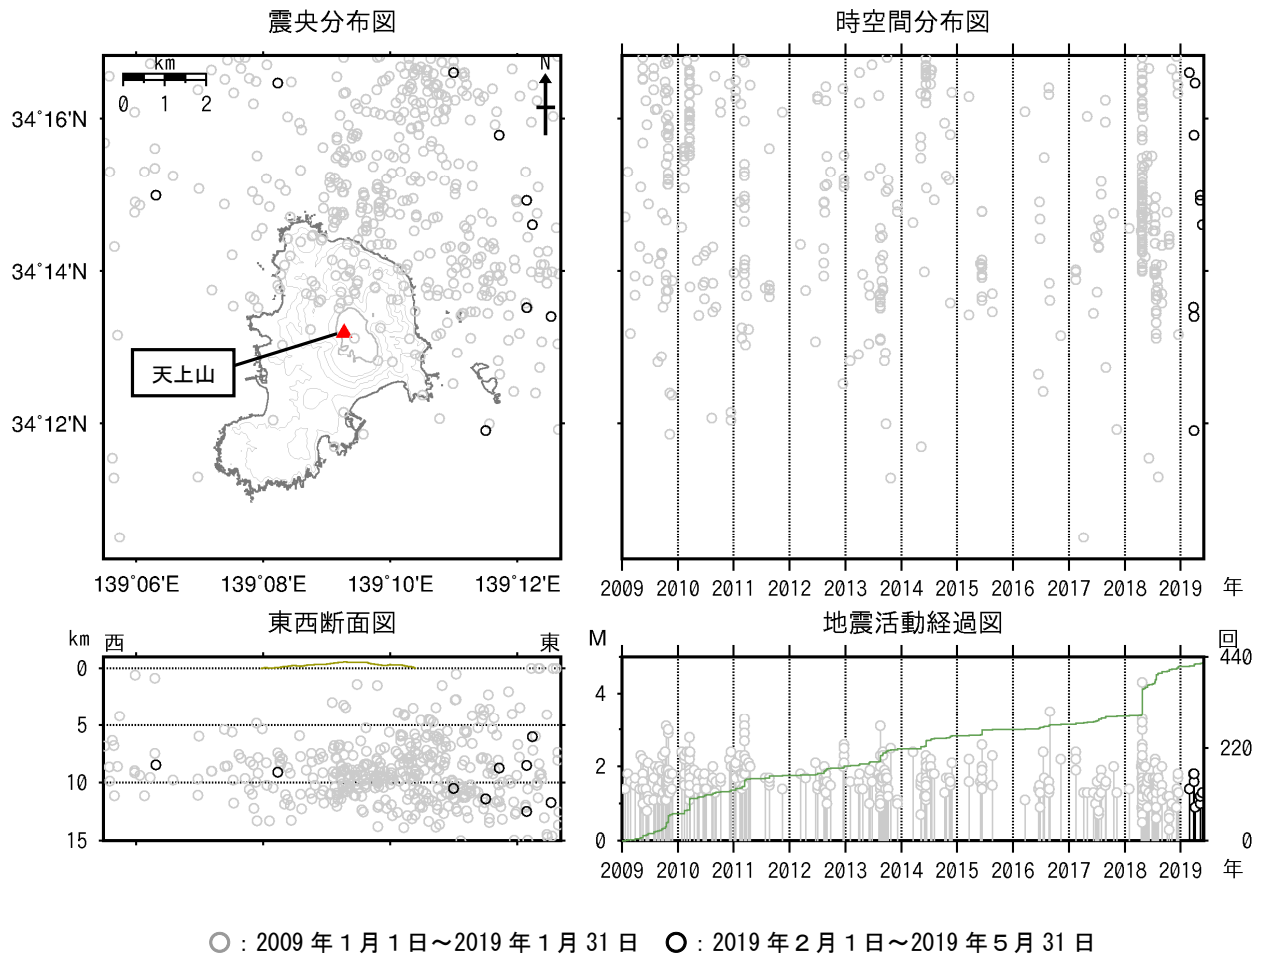 震央分布図
時空間分布図
km
0 1 2
N
34°16'N
34°14'N
34°12'N
天上山
139°06'E 139°08'E 139°10'E 139°12'E
2009 2010 2011 2012 2013 2014 2015 2016 2017 2018 2019 年
東西断面図
地震活動経過図
km 西 東
0
5
10
15
M 回
4
2
0
440
220
0
2009 2010 2011 2012 2013 2014 2015 2016 2017 2018 2019 年
○：2009 年１月１日～2019 年１月 31 日 ○：2019 年２月１日～2019 年５月 31 日